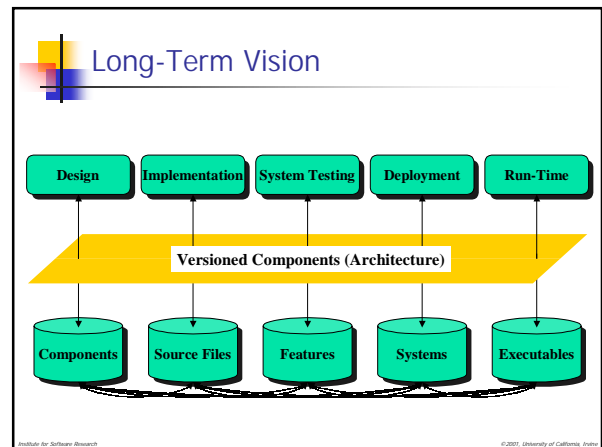 Long-Term Vision
Design Implementation System Testing Deployment Run-Time
Versioned Components (Architecture)
Components Source Files Features Systems Executables
Institute for Software Research ©2001, University of California, Irvine